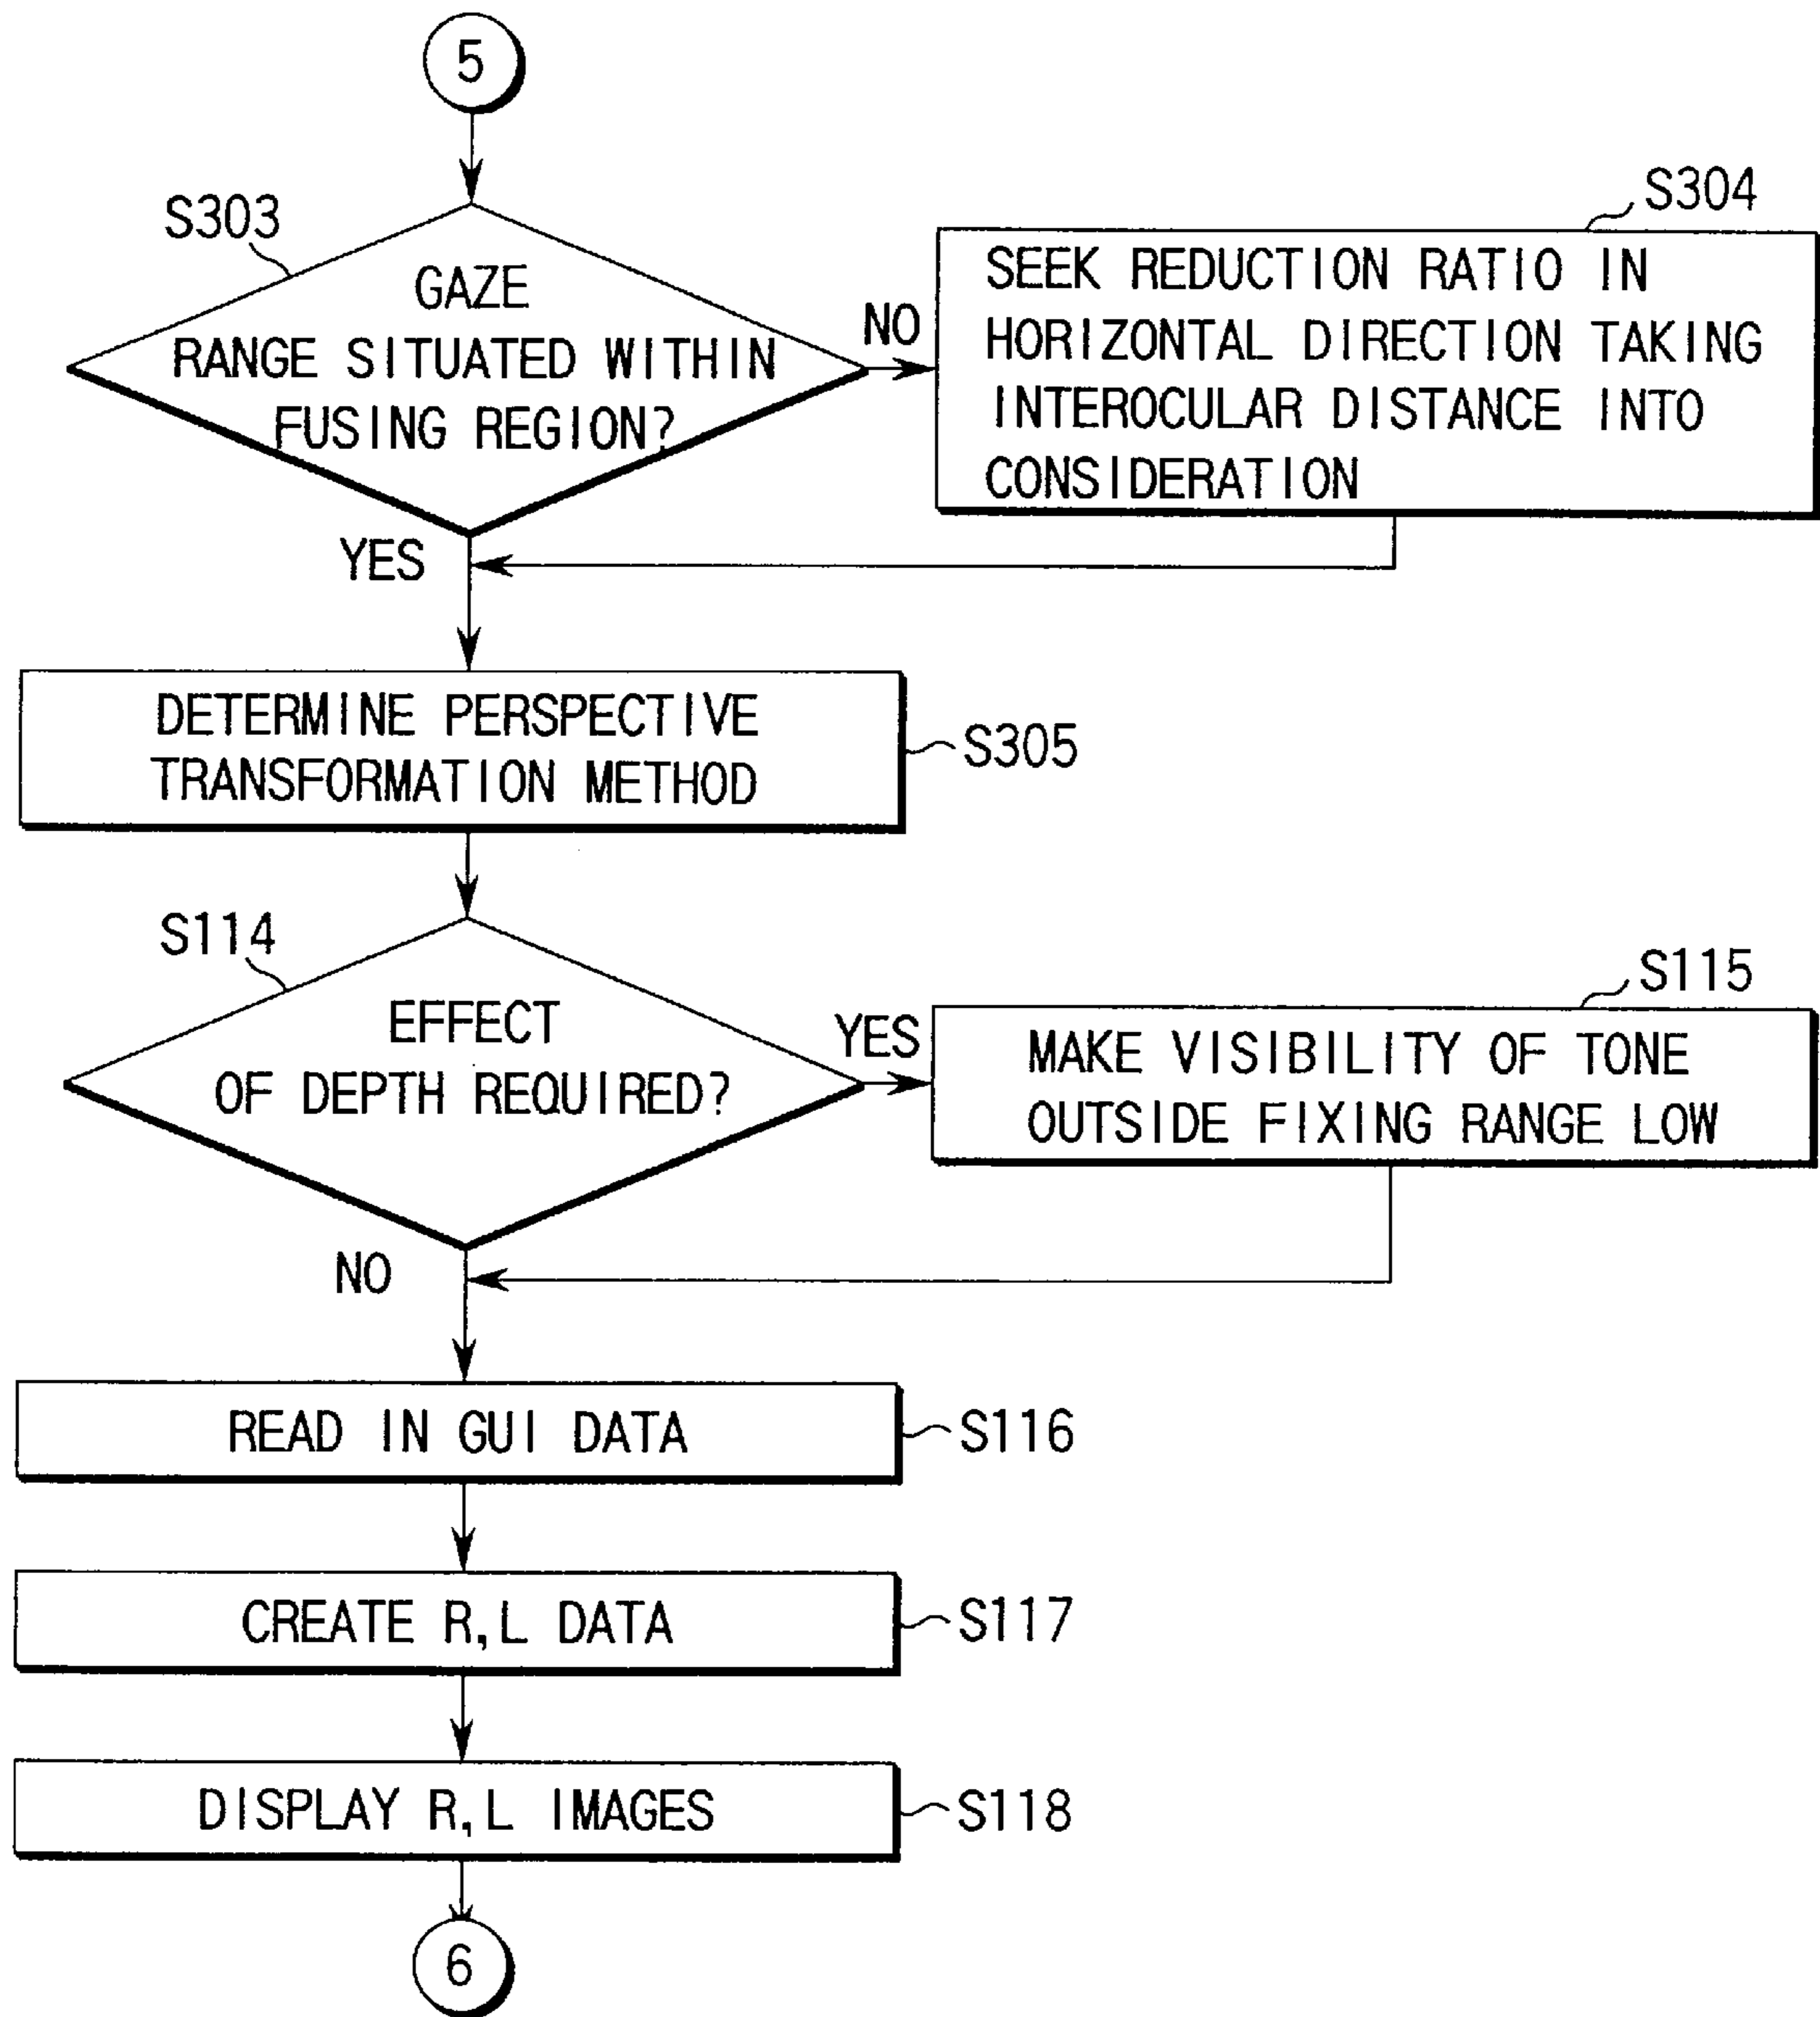 5
S303
GAZE
RANGE SITUATED WITHIN
FUSING REGION?
NO
S304
SEEK REDUCTION RATIO IN
HORIZONTAL DIRECTION TAKING
INTEROCULAR DISTANCE INTO
CONSIDERATION
YES
DETERMINE PERSPECTIVE
TRANSFORMATION METHOD
S305
S114
EFFECT
OF DEPTH REQUIRED?
YES
S115
MAKE VISIBILITY OF TONE
OUTSIDE FIXING RANGE LOW
NO
READ IN GUI DATA
S116
CREATE R,L DATA
S117
DISPLAY R,L IMAGES
S118
6